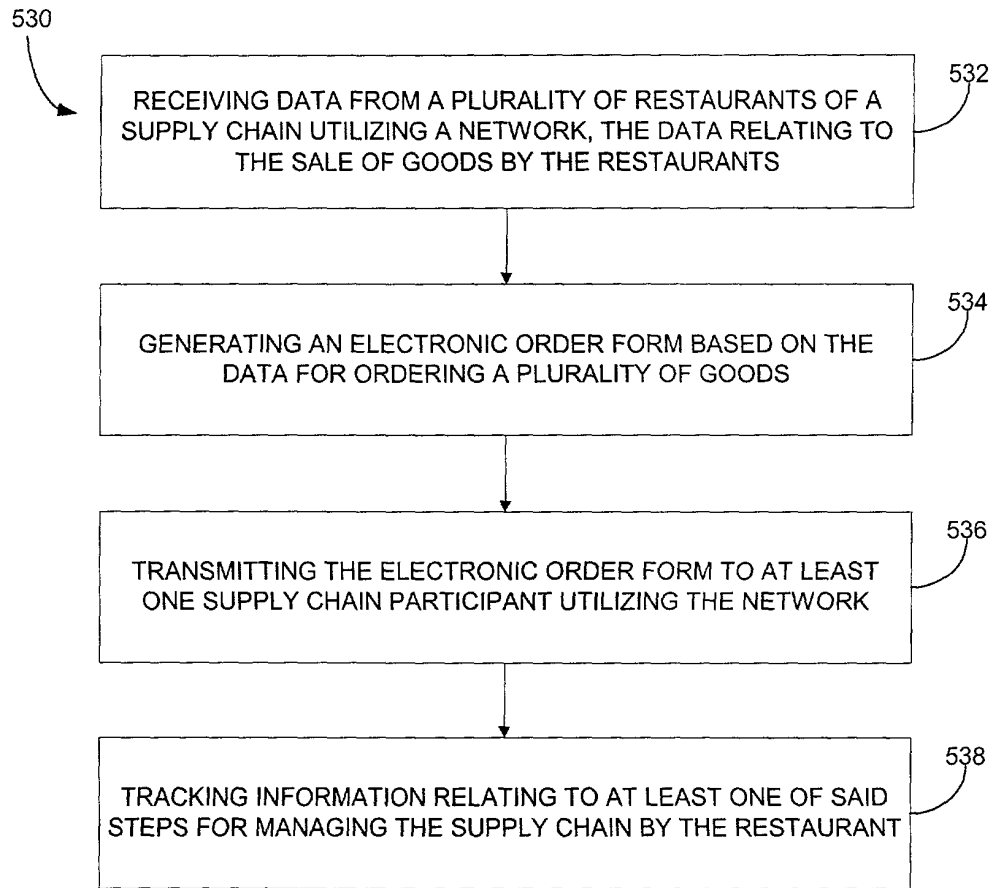 530
532
RECEIVING DATA FROM A PLURALITY OF RESTAURANTS OF A
SUPPLY CHAIN UTILIZING A NETWORK, THE DATA RELATING TO
THE SALE OF GOODS BY THE RESTAURANTS
534
GENERATING AN ELECTRONIC ORDER FORM BASED ON THE
DATA FOR ORDERING A PLURALITY OF GOODS
536
TRANSMITTING THE ELECTRONIC ORDER FORM TO AT LEAST
ONE SUPPLY CHAIN PARTICIPANT UTILIZING THE NETWORK
538
TRACKING INFORMATION RELATING TO AT LEAST ONE OF SAID
STEPS FOR MANAGING THE SUPPLY CHAIN BY THE RESTAURANT